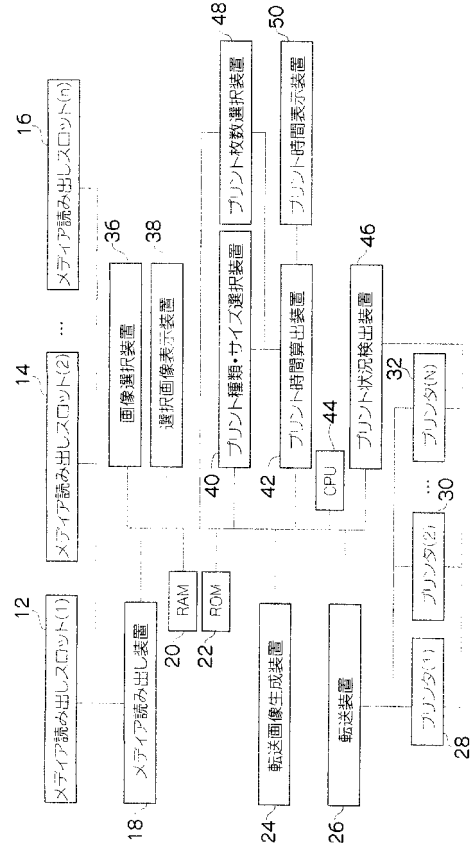 12
メディア読み出しスロット(1)
14
メディア読み出しスロット(2)
…
16
メディア読み出しスロット(n)
18
メディア読み出し装置
36
画像選択装置
38
選択画像表示装置
20
RAM
22
ROM
40
プリント種類・サイズ選択装置
48
プリント枚数選択装置
42
プリント時間算出装置
50
プリント時間表示装置
44
CPU
46
プリント状況検出装置
24
転送画像生成装置
26
転送装置
28
プリンタ(1)
30
プリンタ(2)
…
32
プリンタ(N)